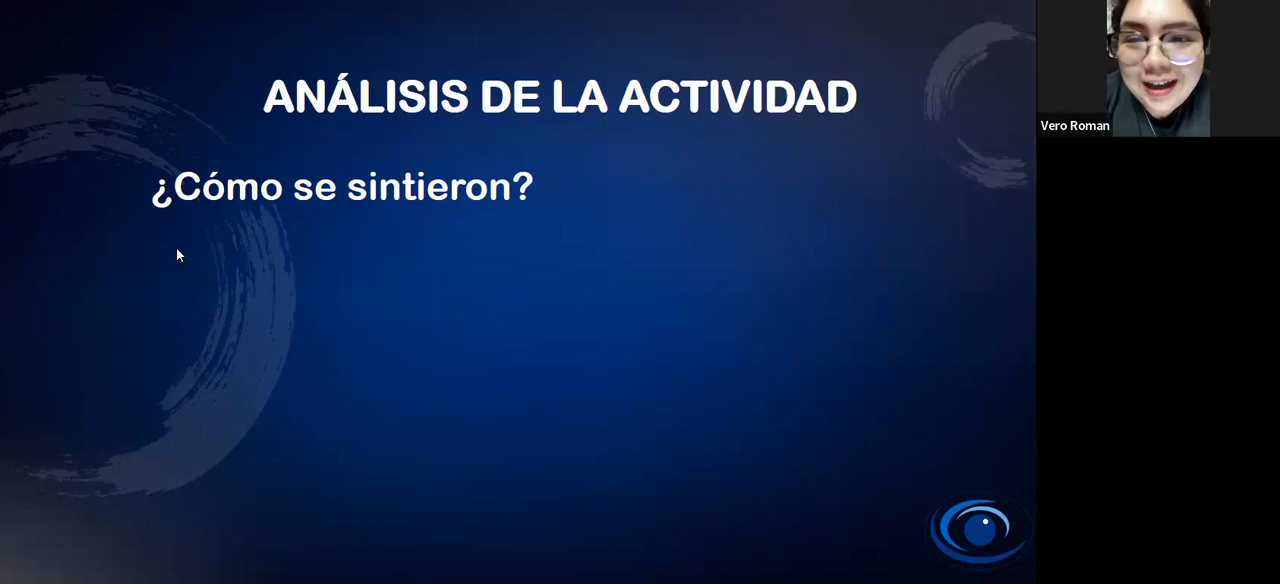 ANÁLISIS DE LA ACTIVIDAD
¿Cómo se sintieron?
Vero Roman